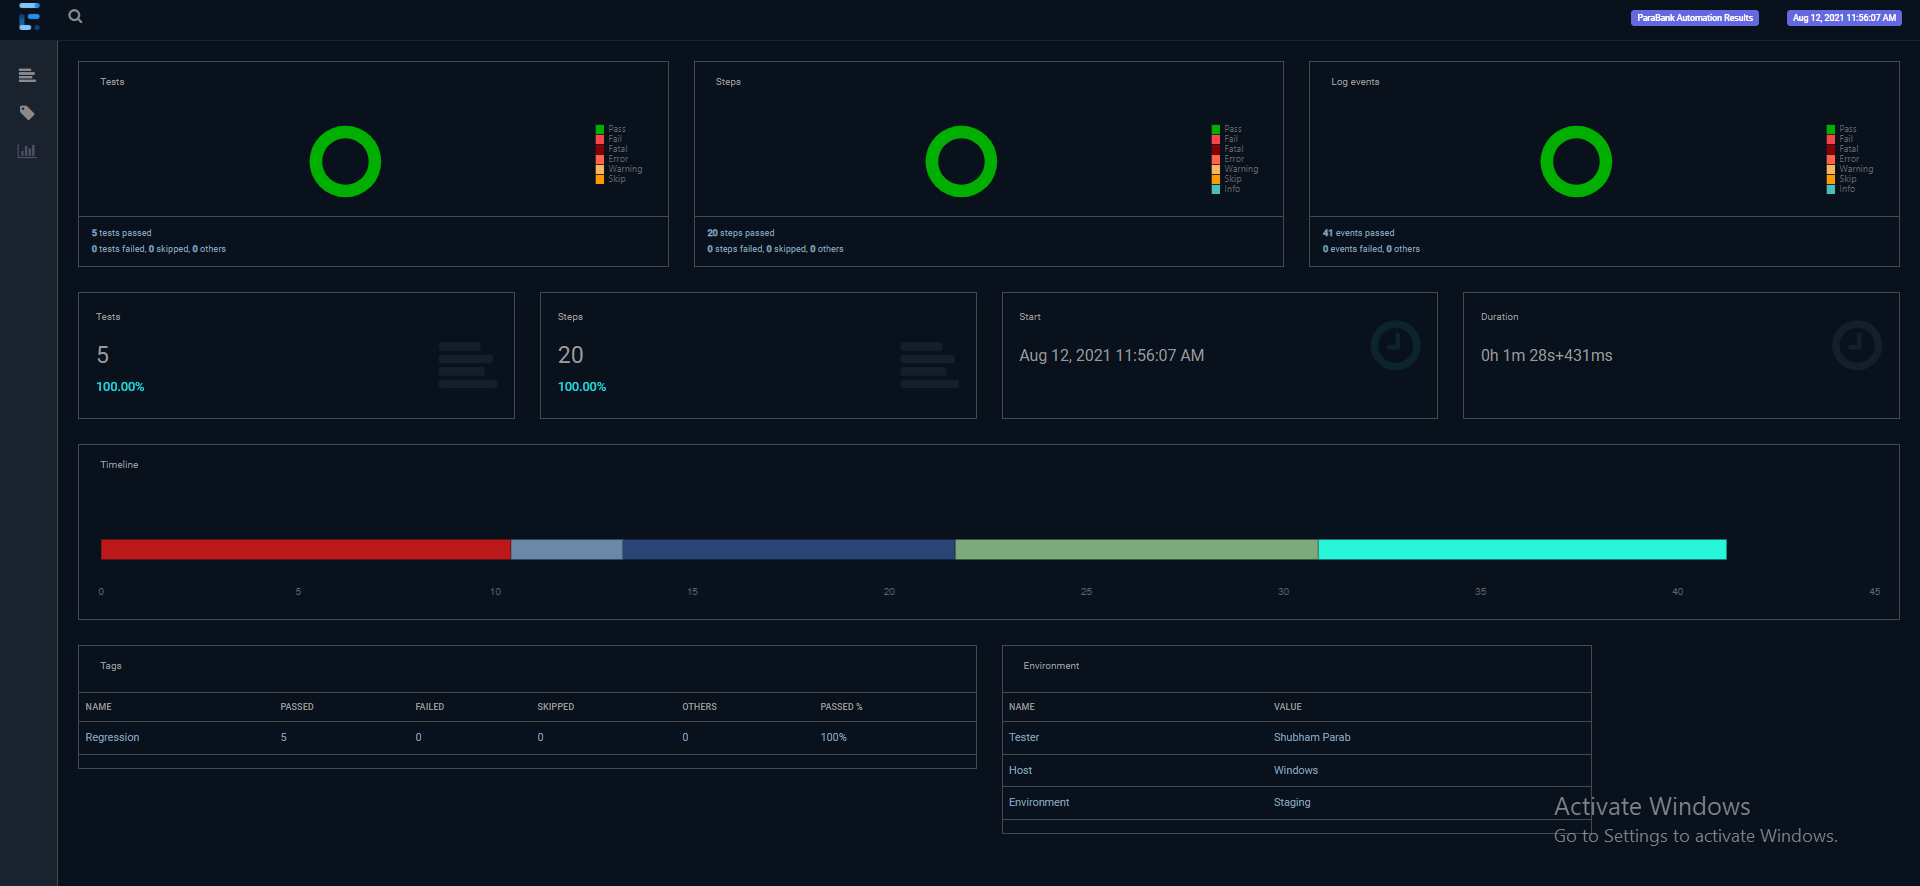 ParaBank Automation Results
Aug 12, 2021 11:56:07 AM
Tests
Pass
Fail
Fatal
Error
Warning
Skip
5 tests passed
0 tests failed, 0 skipped, 0 others
Steps
Pass
Fail
Fatal
Error
Warning
Skip
Info
20 steps passed
0 steps failed, 0 skipped, 0 others
Log events
Pass
Fail
Fatal
Error
Warning
Skip
Info
41 events passed
0 events failed, 0 others
Tests
5
100.00%
Steps
20
100.00%
Start
Aug 12, 2021 11:56:07 AM
Duration
0h 1m 28s+431ms
Timeline
0 5 10 15 20 25 30 35 40 45
Tags
NAME PASSED FAILED SKIPPED OTHERS PASSED %
Regression 5 0 0 0 100%
Environment
NAME VALUE
Tester Shubham Parab
Host Windows
Environment Staging
Activate Windows
Go to Settings to activate Windows.